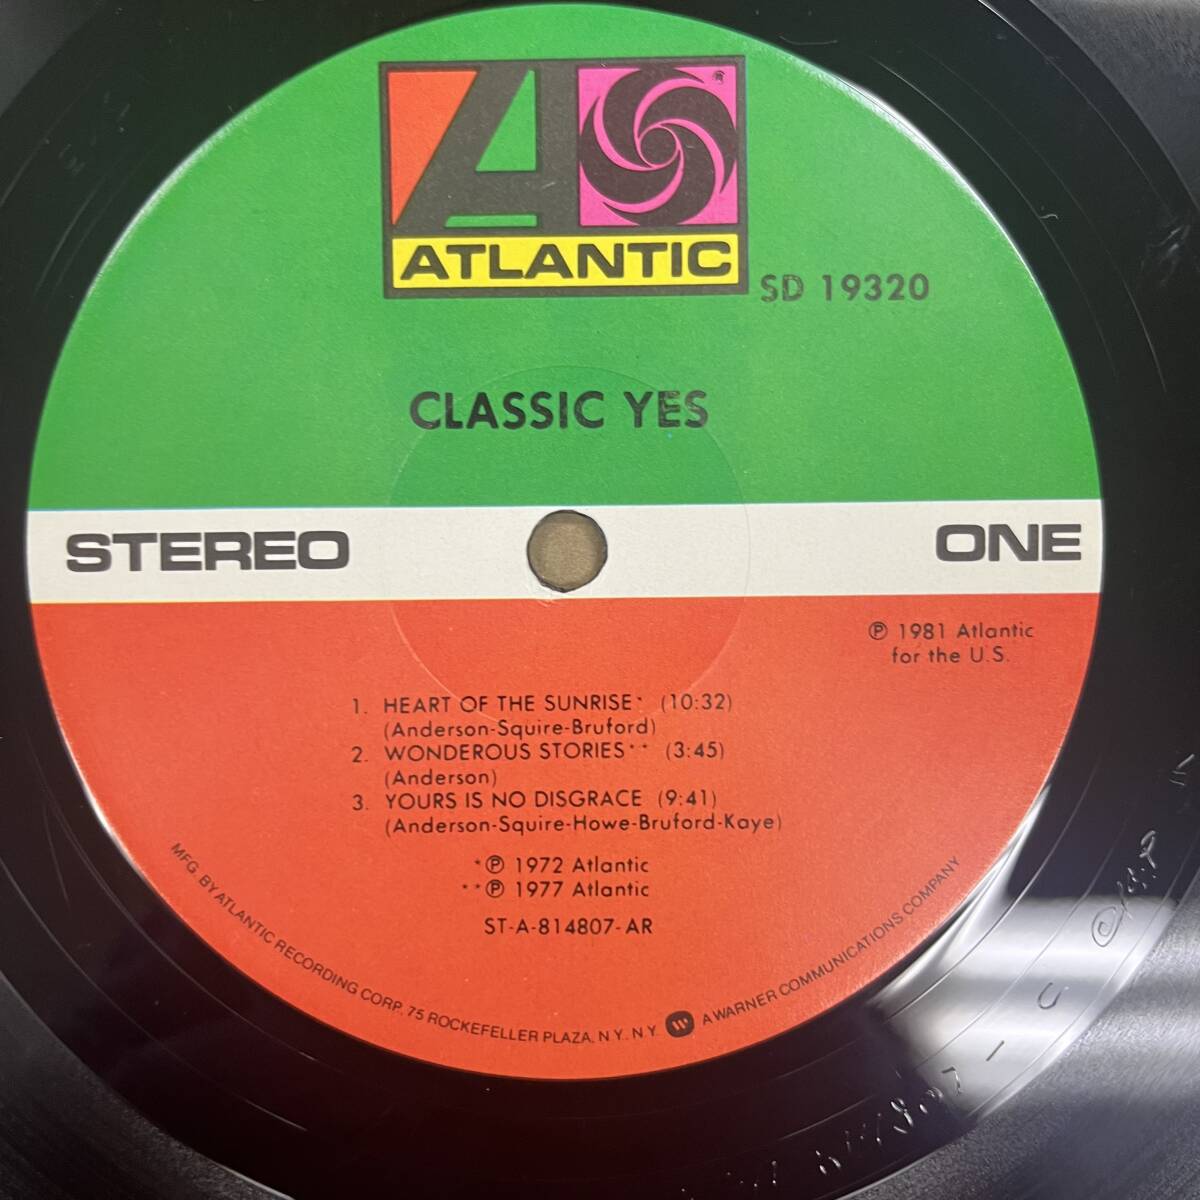 ATLANTIC
®
SD 19320
CLASSIC YES
STEREO
ONE
℗ 1981 Atlantic
for the U.S.
1. HEART OF THE SUNRISE* (10:32)
(Anderson-Squire-Bruford)
2. WONDEROUS STORIES** (3:45)
(Anderson)
3. YOURS IS NO DISGRACE (9:41)
(Anderson-Squire-Howe-Bruford-Kaye)
*℗ 1972 Atlantic
**℗ 1977 Atlantic
ST-A-814807-AR
MFG. BY ATLANTIC RECORDING CORP. 75 ROCKEFELLER PLAZA, N.Y., N.Y. A WARNER COMMUNICATIONS COMPANY